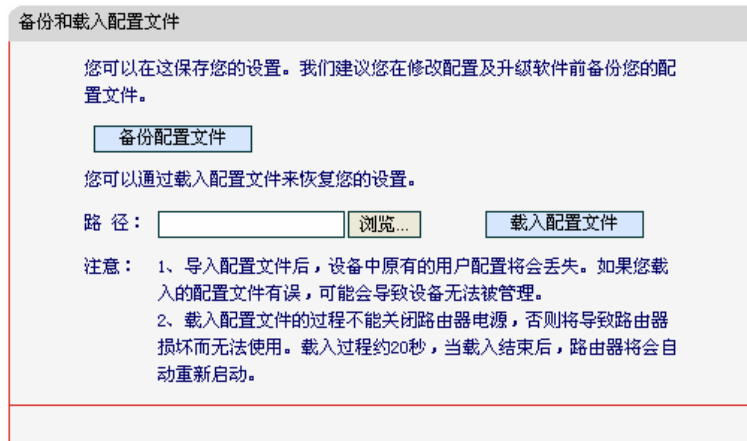 备份和载入配置文件
您可以在这保存您的设置。我们建议您在修改配置及升级软件前备份您的配
置文件。
备份配置文件
您可以通过载入配置文件来恢复您的设置。
路 径： 浏览... 载入配置文件
注意： 1、导入配置文件后，设备中原有的用户配置将会丢失。如果您载
入的配置文件有误，可能会导致设备无法被管理。
2、载入配置文件的过程不能关闭路由器电源，否则将导致路由器
损坏而无法使用。载入过程约20秒，当载入结束后，路由器将会自
动重新启动。